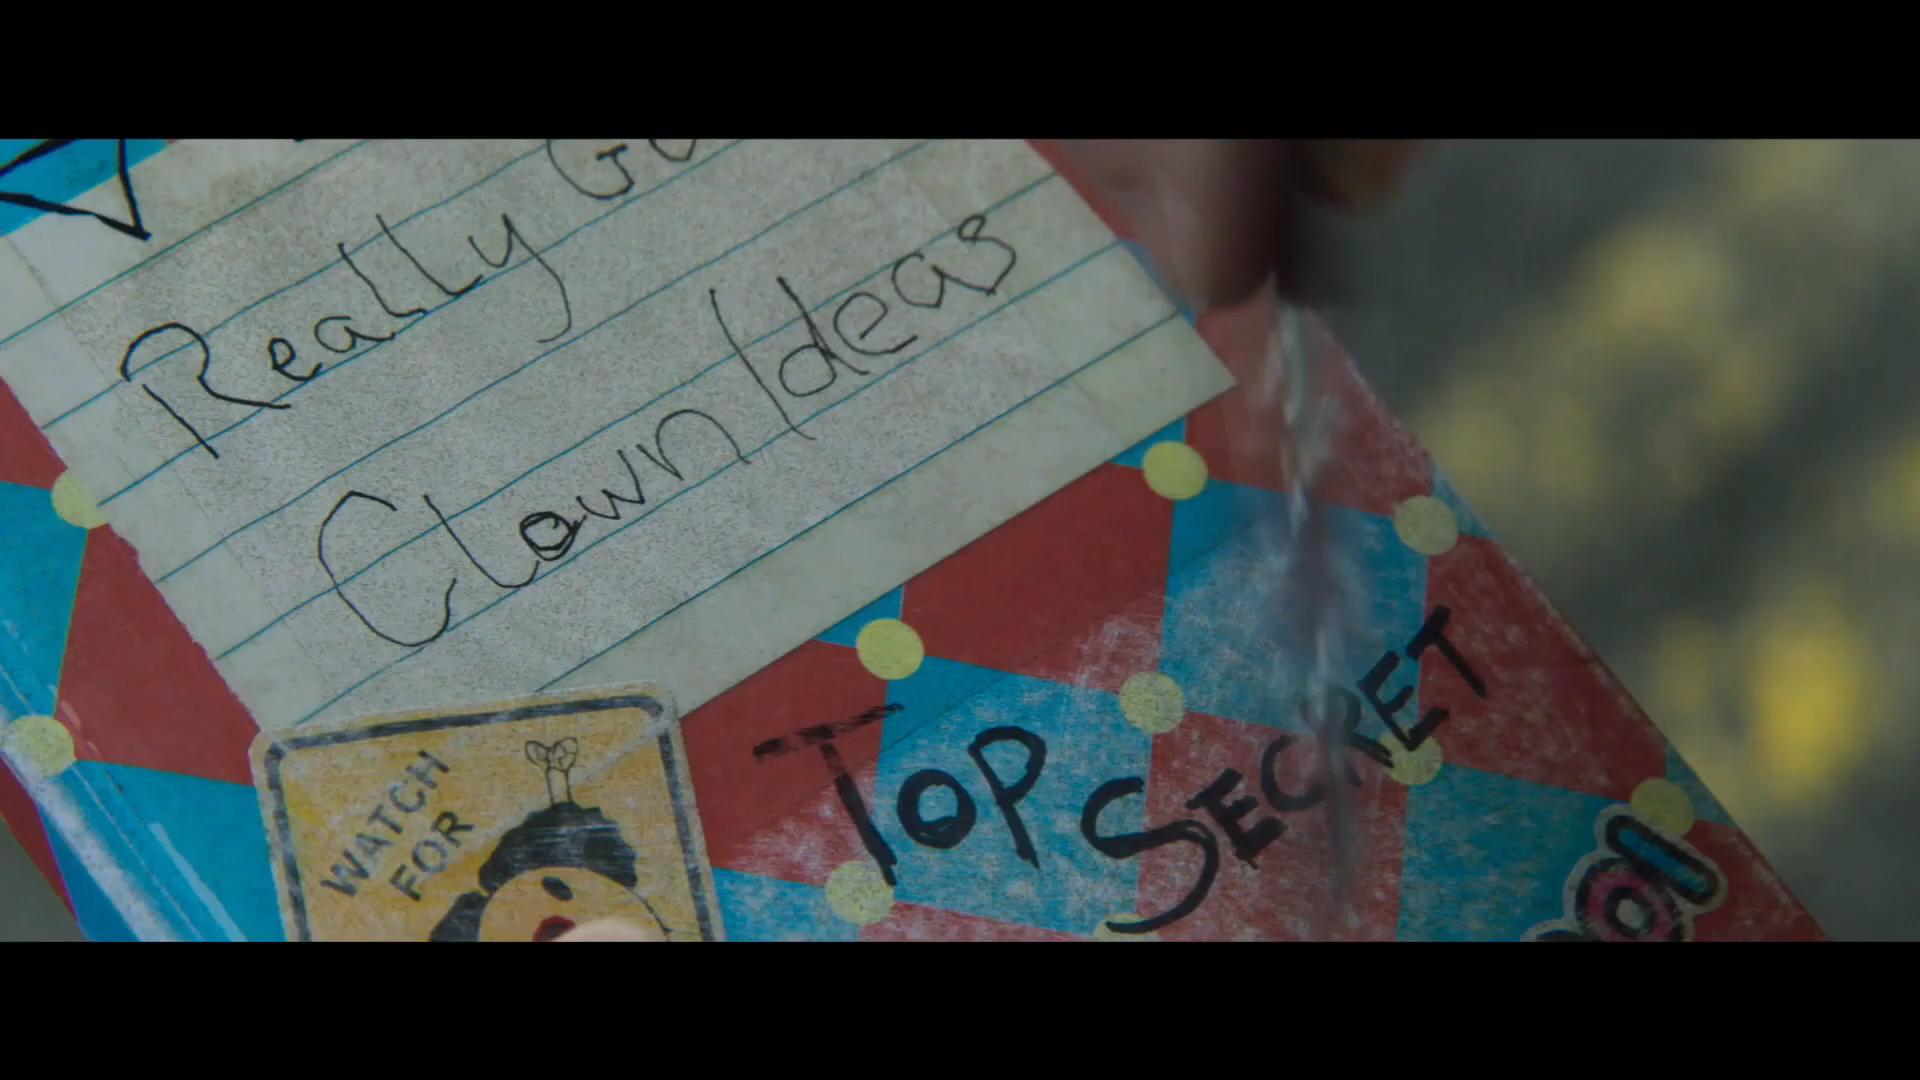 Really
Clown Ideas
TOP SECRET
WATCH
FOR